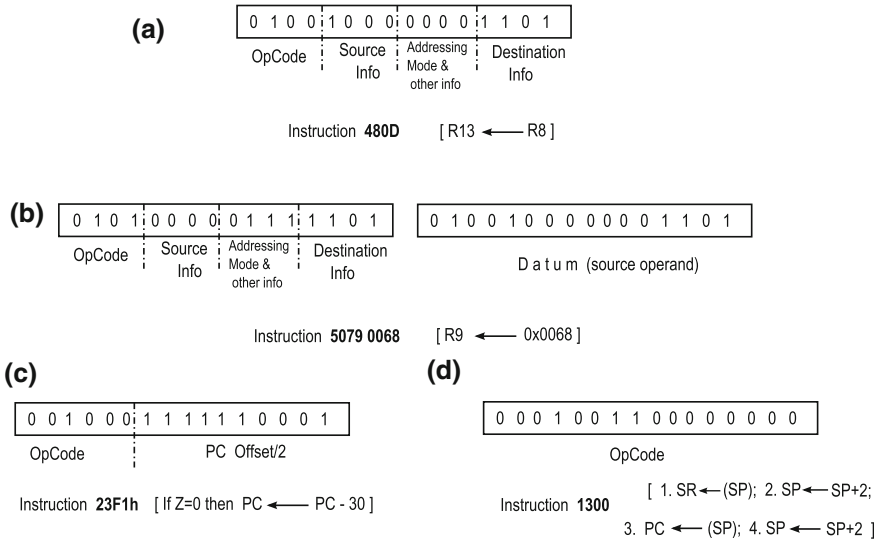 (a)
0 1 0 0 1 0 0 0 0 0 0 0 1 1 0 1
OpCode
Source Info
Addressing Mode & other info
Destination Info
Instruction 480D [ R13 ← R8 ]
(b)
0 1 0 1 0 0 0 0 0 1 1 1 1 1 0 1
OpCode
Source Info
Addressing Mode & other info
Destination Info
0 1 0 0 1 0 0 0 0 0 0 0 1 1 0 1
Datum (source operand)
Instruction 5079 0068 [ R9 ← 0x0068 ]
(c)
0 0 1 0 0 0 1 1 1 1 1 1 0 0 0 1
OpCode
PC Offset/2
Instruction 23F1h [ If Z=0 then PC ← PC - 30 ]
(d)
0 0 0 1 0 0 1 1 0 0 0 0 0 0 0 0
OpCode
Instruction 1300
[ 1. SR ← (SP); 2. SP ← SP+2;
3. PC ← (SP); 4. SP ← SP+2 ]